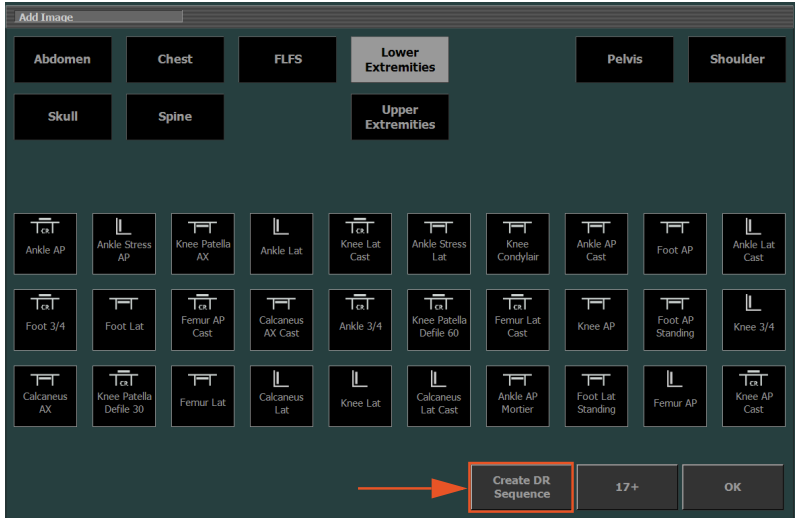 Add Image
Abdomen
Chest
FLFS
Lower
Extremities
Pelvis
Shoulder
Skull
Spine
Upper
Extremities
CR
Ankle AP
Ankle Stress
AP
Knee Patella
AX
Ankle Lat
CR
Knee Lat
Cast
Ankle Stress
Lat
Knee
Condylair
Ankle AP
Cast
Foot AP
Ankle Lat
Cast
CR
Foot 3/4
Foot Lat
CR
Femur AP
Cast
Calcaneus
AX Cast
CR
Ankle 3/4
CR
Knee Patella
Defile 60
CR
Femur Lat
Cast
Knee AP
Foot AP
Standing
Knee 3/4
Calcaneus
AX
CR
Knee Patella
Defile 30
Femur Lat
Calcaneus
Lat
Knee Lat
Calcaneus
Lat Cast
Ankle AP
Mortier
Foot Lat
Standing
Femur AP
CR
Knee AP
Cast
Create DR
Sequence
17+
OK